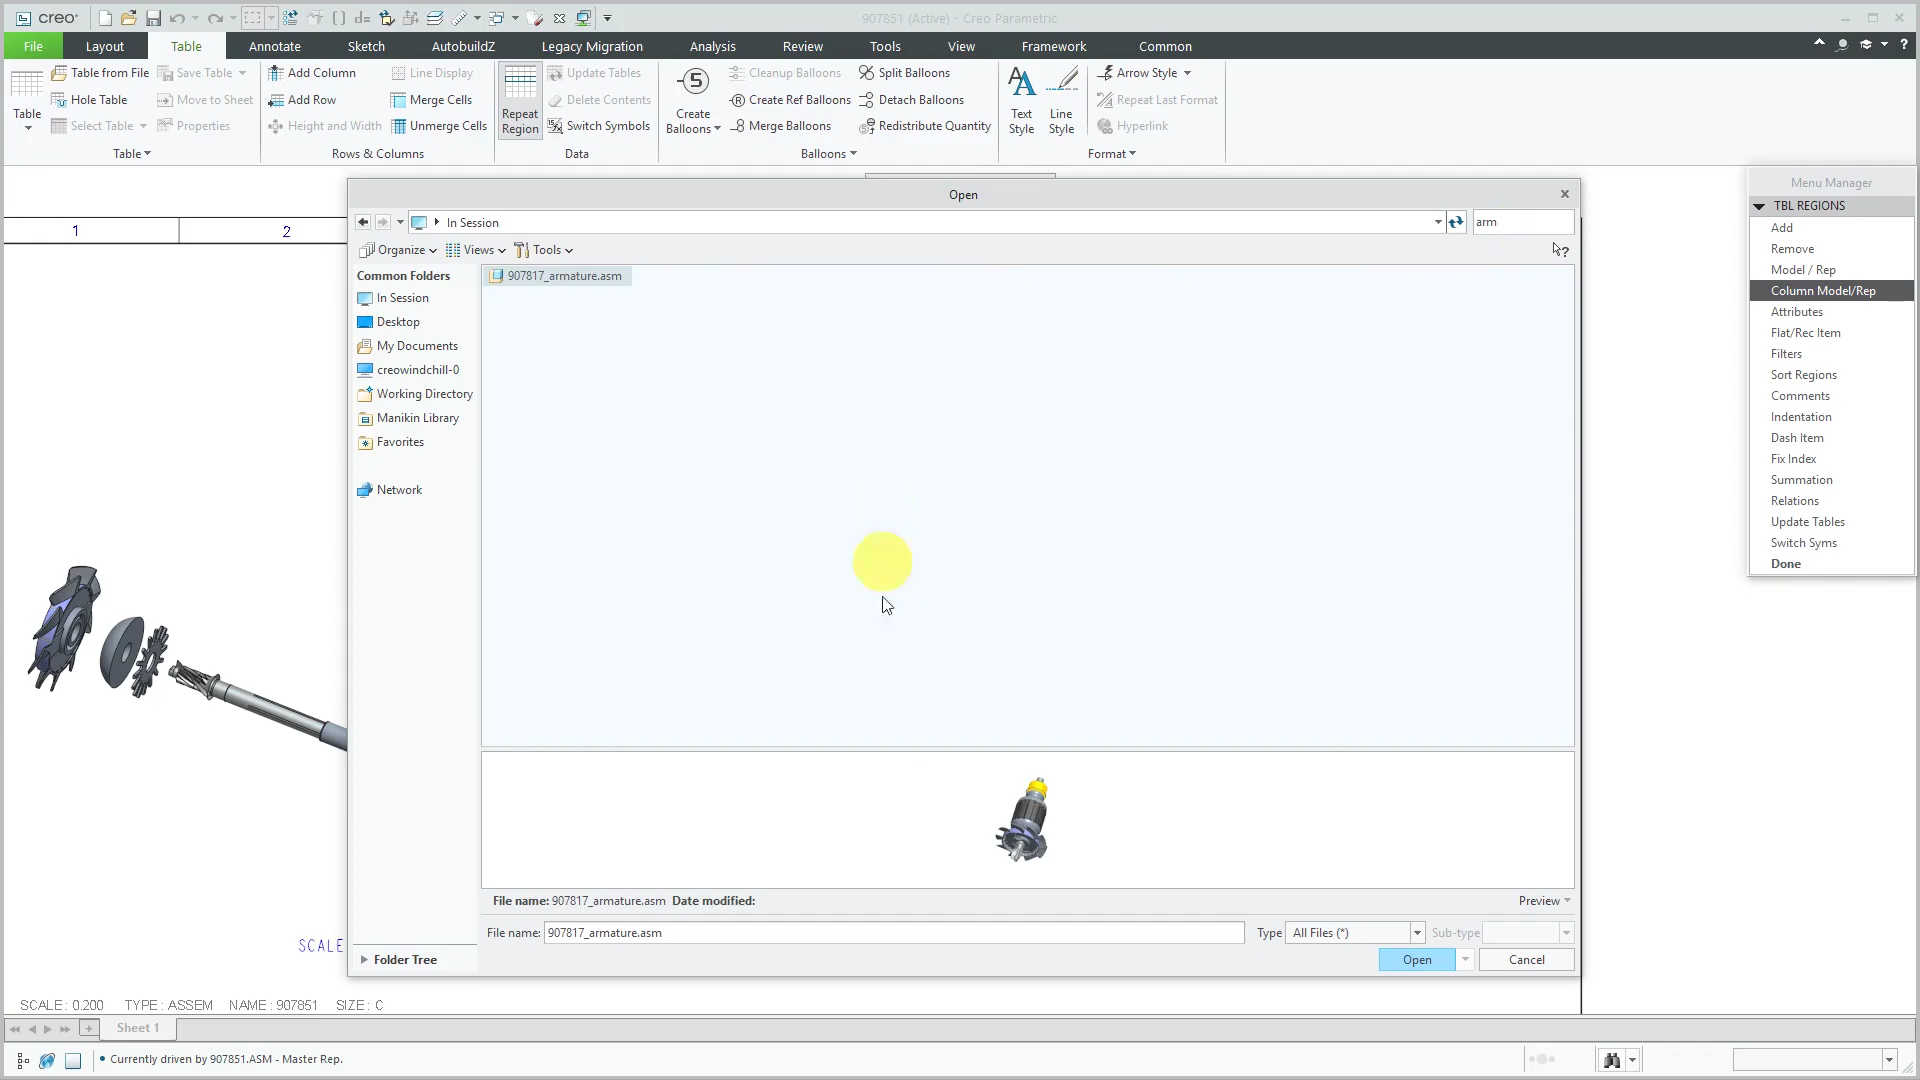 creo
907851 (Active) - Creo Parametric
File Layout Table Annotate Sketch AutobuildZ Legacy Migration Analysis Review Tools View Framework Common
Table
Table from File
Hole Table
Select Table
Save Table
Move to Sheet
Properties
Table
Add Column
Add Row
Height and Width
Line Display
Merge Cells
Unmerge Cells
Rows & Columns
Repeat
Region
Update Tables
Delete Contents
Switch Symbols
Data
Create
Balloons
Cleanup Balloons
Create Ref Balloons
Merge Balloons
Split Balloons
Detach Balloons
Redistribute Quantity
Balloons
Text
Style
Line
Style
Arrow Style
Repeat Last Format
Hyperlink
Format
1 2
Open
In Session
arm
Organize Views Tools
Common Folders
In Session
Desktop
My Documents
creowindchill-0
Working Directory
Manikin Library
Favorites
Network
Folder Tree
907817_armature.asm
File name: 907817_armature.asm Date modified:
Preview
File name: 907817_armature.asm
Type All Files (*) Sub-type
Open Cancel
Menu Manager
TBL REGIONS
Add
Remove
Model / Rep
Column Model/Rep
Attributes
Flat/Rec Item
Filters
Sort Regions
Comments
Indentation
Dash Item
Fix Index
Summation
Relations
Update Tables
Switch Syms
Done
SCALE
SCALE : 0.200 TYPE : ASSEM NAME : 907851 SIZE : C
Sheet 1
Currently driven by 907851.ASM - Master Rep.